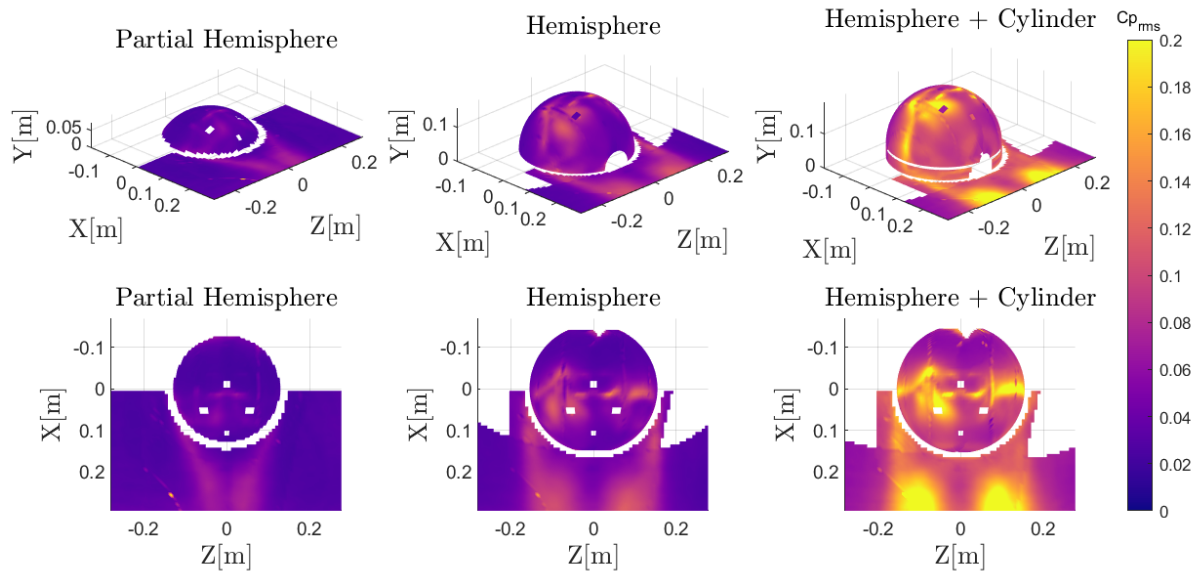 Partial Hemisphere
Hemisphere
Hemisphere + Cylinder
Cp_rms
0.05
0
Y[m]
-0.1
0
0.1
0.2
X[m]
-0.2
0
0.2
Z[m]
0.1
0
Y[m]
-0.1
0
0.1
0.2
X[m]
-0.2
0
0.2
Z[m]
0.1
0
Y[m]
-0.1
0
0.1
0.2
X[m]
-0.2
0
0.2
Z[m]
0.2
0.18
0.16
0.14
0.12
0.1
0.08
0.06
0.04
0.02
0
Partial Hemisphere
Hemisphere
Hemisphere + Cylinder
-0.1
0
0.1
0.2
X[m]
-0.2
0
0.2
Z[m]
-0.1
0
0.1
0.2
X[m]
-0.2
0
0.2
Z[m]
-0.1
0
0.1
0.2
X[m]
-0.2
0
0.2
Z[m]